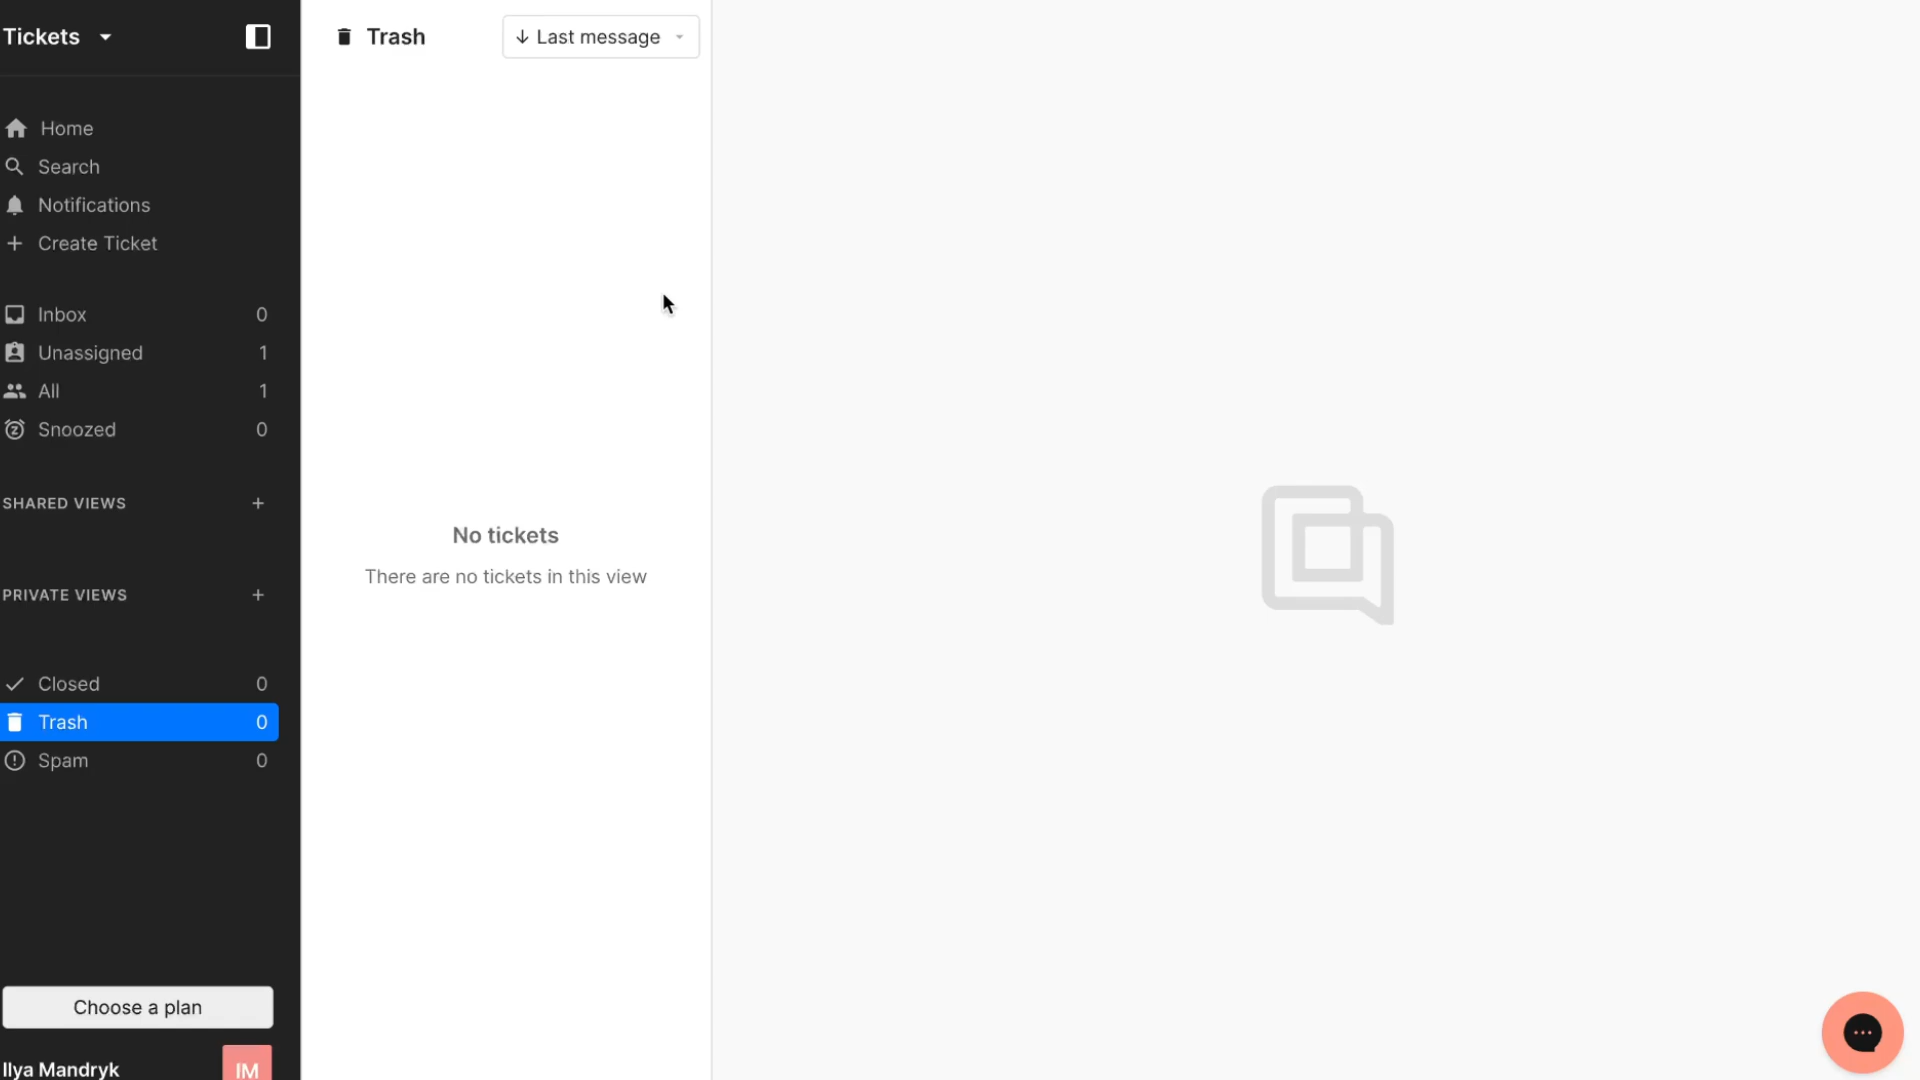 Tickets
Home
Search
Notifications
Create Ticket
Inbox 0
Unassigned 1
All 1
Snoozed 0
SHARED VIEWS
PRIVATE VIEWS
Closed 0
Trash 0
Spam 0
Choose a plan
Ilya Mandryk
IM
Trash
Last message
No tickets
There are no tickets in this view